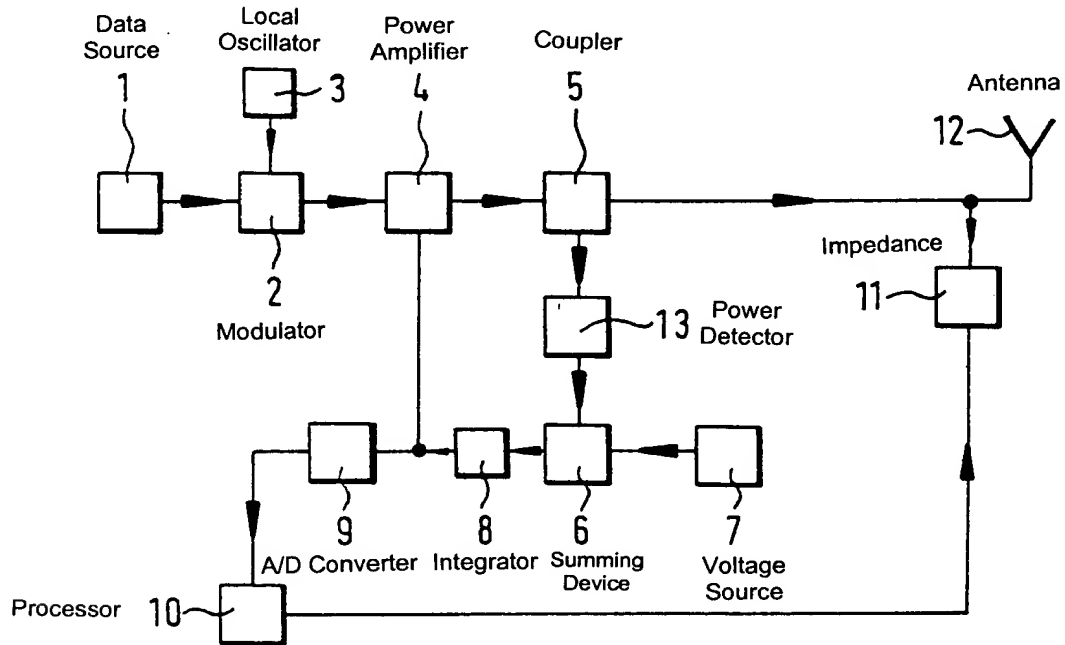 Data
Source
1
Local
Oscillator
3
Power
Amplifier
4
Coupler
5
Antenna
12
2
Modulator
Impedance
11
13
Power
Detector
9
A/D Converter
8
Integrator
6
Summing
Device
7
Voltage
Source
Processor
10